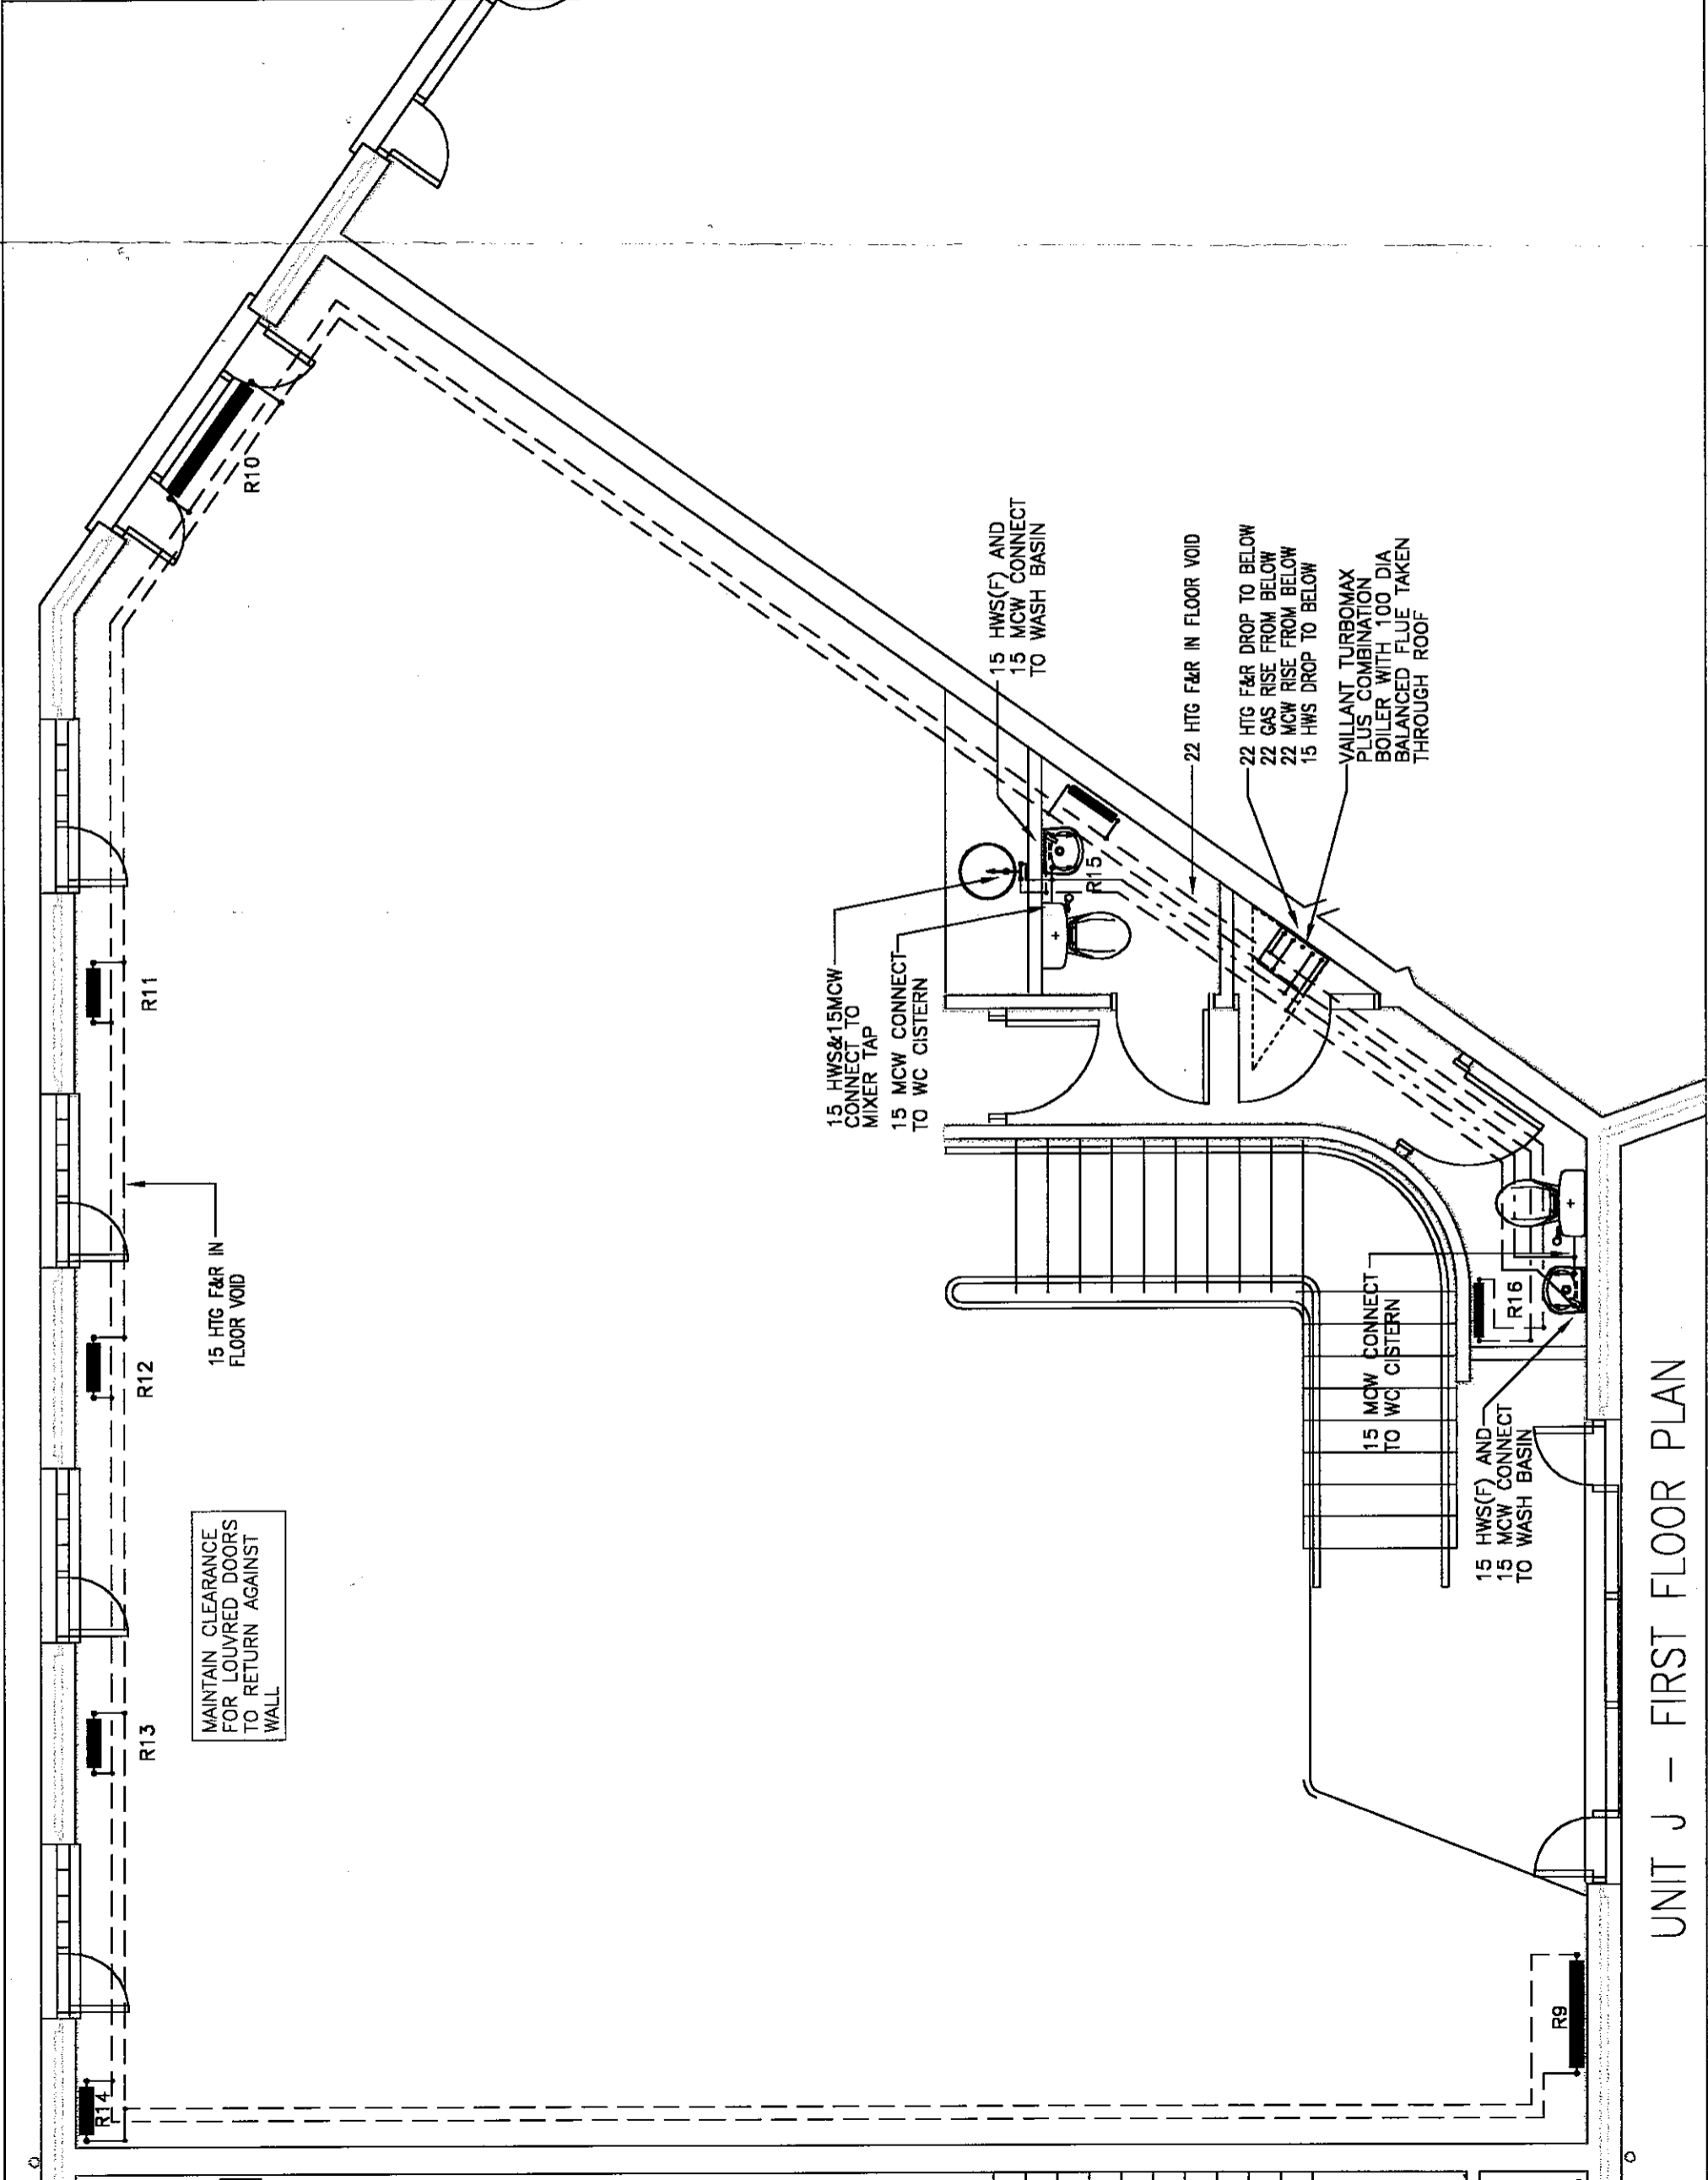 R10
R11
R12
R13
R14
15 HTG F&R IN
FLOOR VOID
MAINTAIN CLEARANCE
FOR LOUVRED DOORS
TO RETURN AGAINST
WALL
15 HWS&15MCW
CONNECT TO
MIXER TAP
15 MCW CONNECT
TO WC CISTERN
15 HWS(F) AND
15 MCW CONNECT
TO WASH BASIN
R15
22 HTG F&R IN FLOOR VOID
22 HTG F&R DROP TO BELOW
22 GAS RISE FROM BELOW
22 MCW RISE FROM BELOW
15 HWS DROP TO BELOW
VAILLANT TURBOMAX
PLUS COMBINATION
BOILER WITH 100 DIA
BALANCED FLUE TAKEN
THROUGH ROOF
15 MCW CONNECT
TO WC CISTERN
R16
15 HWS(F) AND
15 MCW CONNECT
TO WASH BASIN
R9
UNIT J - FIRST FLOOR PLAN